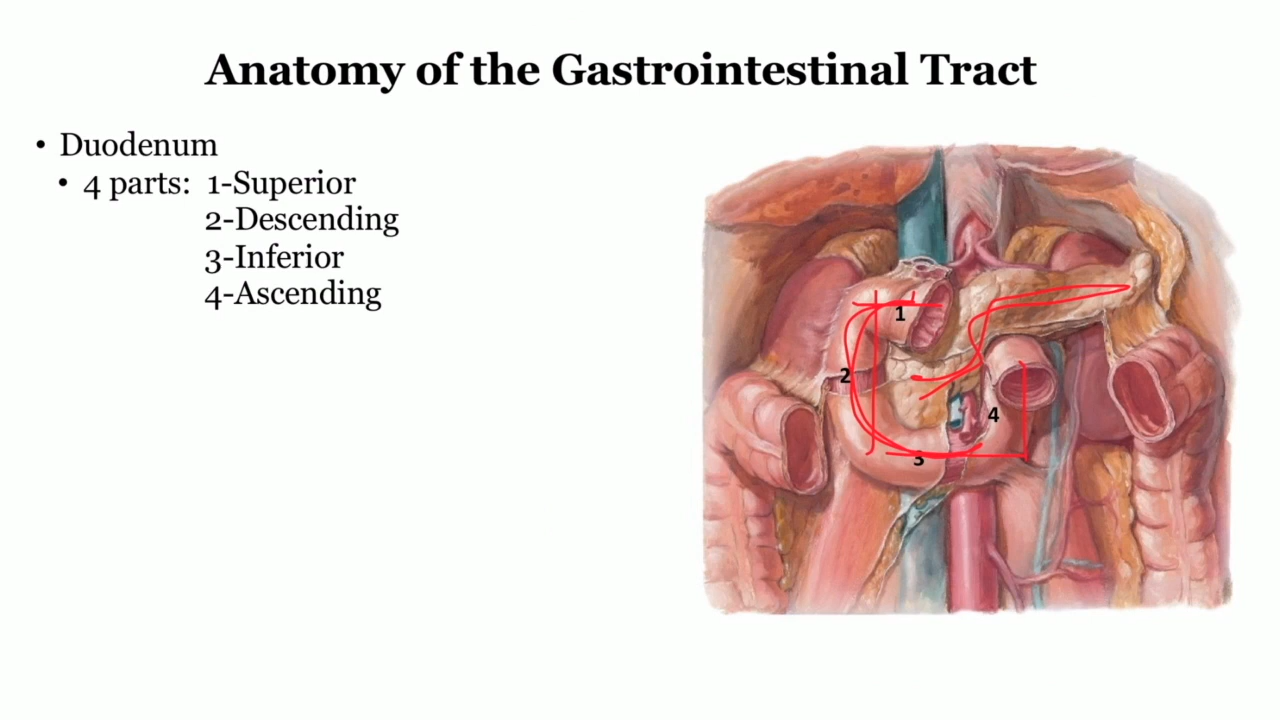 Anatomy of the Gastrointestinal Tract
• Duodenum
• 4 parts: 1-Superior
2-Descending
3-Inferior
4-Ascending
1
2
4
3